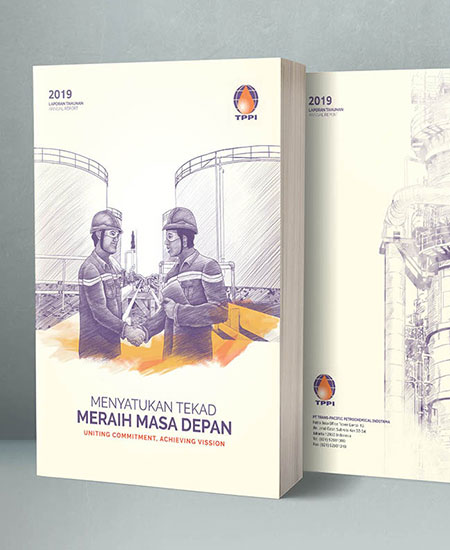 2019
LAPORAN TAHUNAN
ANNUAL REPORT
TPPI
MENYATUKAN TEKAD
MERAIH MASA DEPAN
UNITING COMMITMENT, ACHIEVING VISSION
2019
LAPORAN TAHUNAN
ANNUAL REPORT
TPPI
PT TRANS-PACIFIC PETROCHEMICAL INDOTAMA